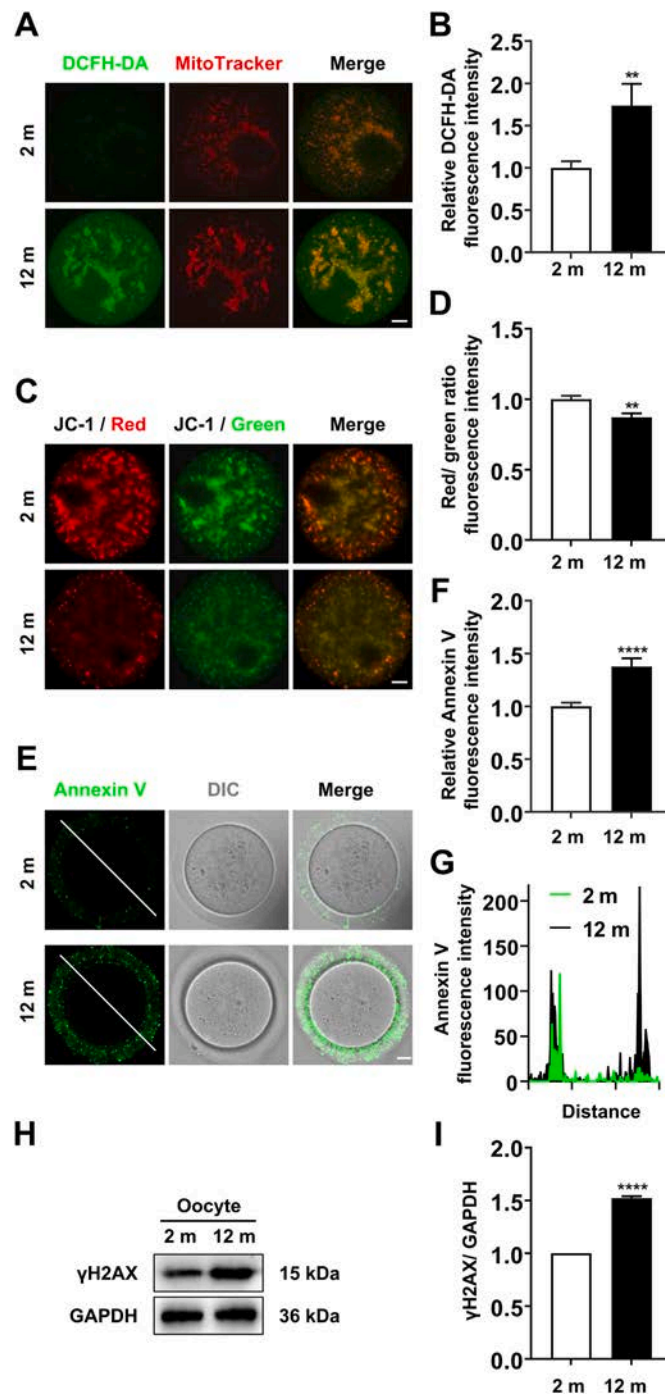 A
DCFH-DA MitoTracker Merge
2 m
12 m
B
Relative DCFH-DA
fluorescence intensity
2.5
2.0
1.5
1.0
0.5
0.0
**
2 m 12 m
C
JC-1 / Red JC-1 / Green Merge
2 m
12 m
D
Red/ green ratio
fluorescence intensity
1.5
1.0
0.5
0.0
**
2 m 12 m
E
Annexin V DIC Merge
2 m
12 m
F
Relative Annexin V
fluorescence intensity
2.0
1.5
1.0
0.5
0.0
****
2 m 12 m
G
Annexin V
fluorescence intensity
200
150
100
50
0
2 m
12 m
Distance
H
Oocyte
2 m 12 m
γH2AX 15 kDa
GAPDH 36 kDa
I
γH2AX/ GAPDH
2.0
1.5
1.0
0.5
0.0
****
2 m 12 m